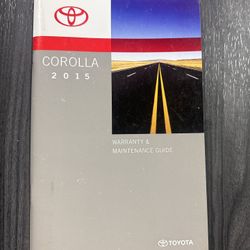 COROLLA
2015
WARRANTY &
MAINTENANCE GUIDE
TOYOTA